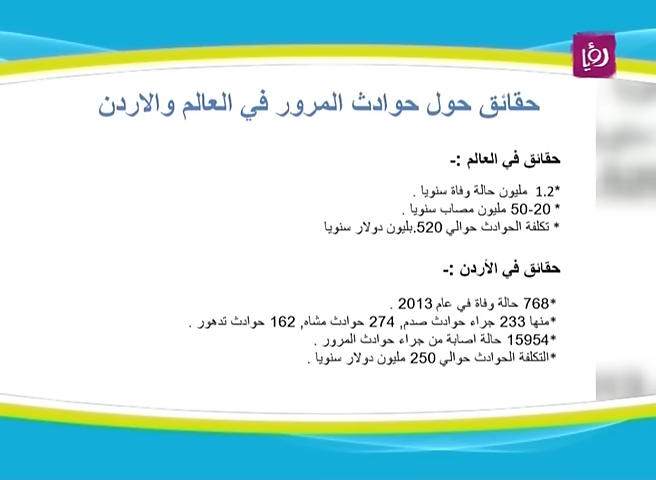 رؤيا
حقائق حول حوادث المرور في العالم والاردن
حقائق في العالم :-
*1.2 مليون حالة وفاة سنويا .
* 20-50 مليون مصاب سنويا .
* تكلفة الحوادث حوالي 520.بليون دولار سنويا
حقائق في الأردن :-
*768 حالة وفاة في عام 2013 .
*منها 233 جراء حوادث صدم, 274 حوادث مشاه, 162 حوادث تدهور .
*15954 حالة اصابة من جراء حوادث المرور .
*التكلفة الحوادث حوالي 250 مليون دولار سنويا .